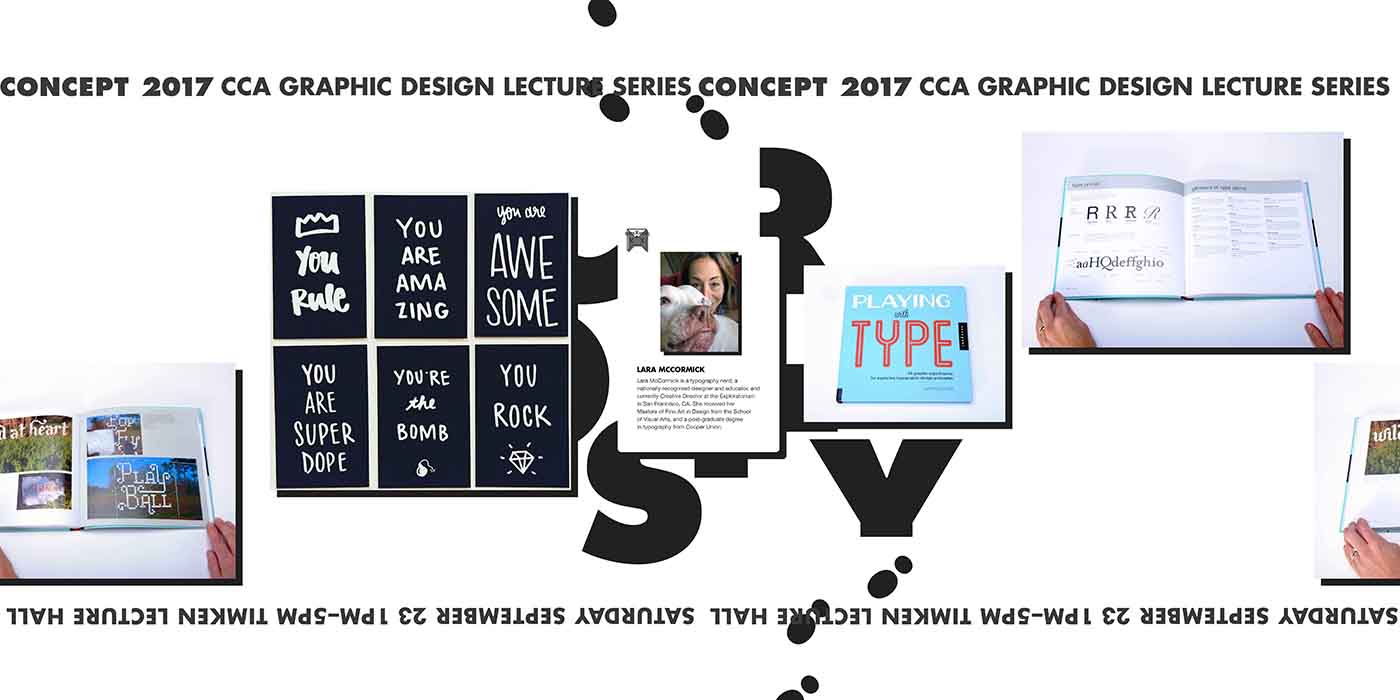 CONCEPT 2017 CCA GRAPHIC DESIGN LECTURE SERIES CONCEPT 2017 CCA GRAPHIC DESIGN LECTURE SERIES
You
Rule
YOU
ARE
AMA
ZING
you are
AWE
SOME
YOU
ARE
SUPER
DOPE
YOU'RE
the
BOMB
YOU
ROCK
d at heart
PLAY
BALL
S
LARA MCCORMICK
Lara McCormick is a typography nerd, a
nationally recognized designer and educator, and
currently Creative Director at the Exploratorium
in San Francisco, CA. She received her
Masters of Fine Art in Design from the School
of Visual Arts, and a post-graduate degree
in typography from Cooper Union.
R
Y
PLAYING
with
TYPE
R R R R
aaHQdeffghio
wild
SATURDAY SEPTEMBER 23 1PM–5PM TIMKEN LECTURE HALL SATURDAY SEPTEMBER 23 1PM–5PM TIMKEN LECTURE HALL